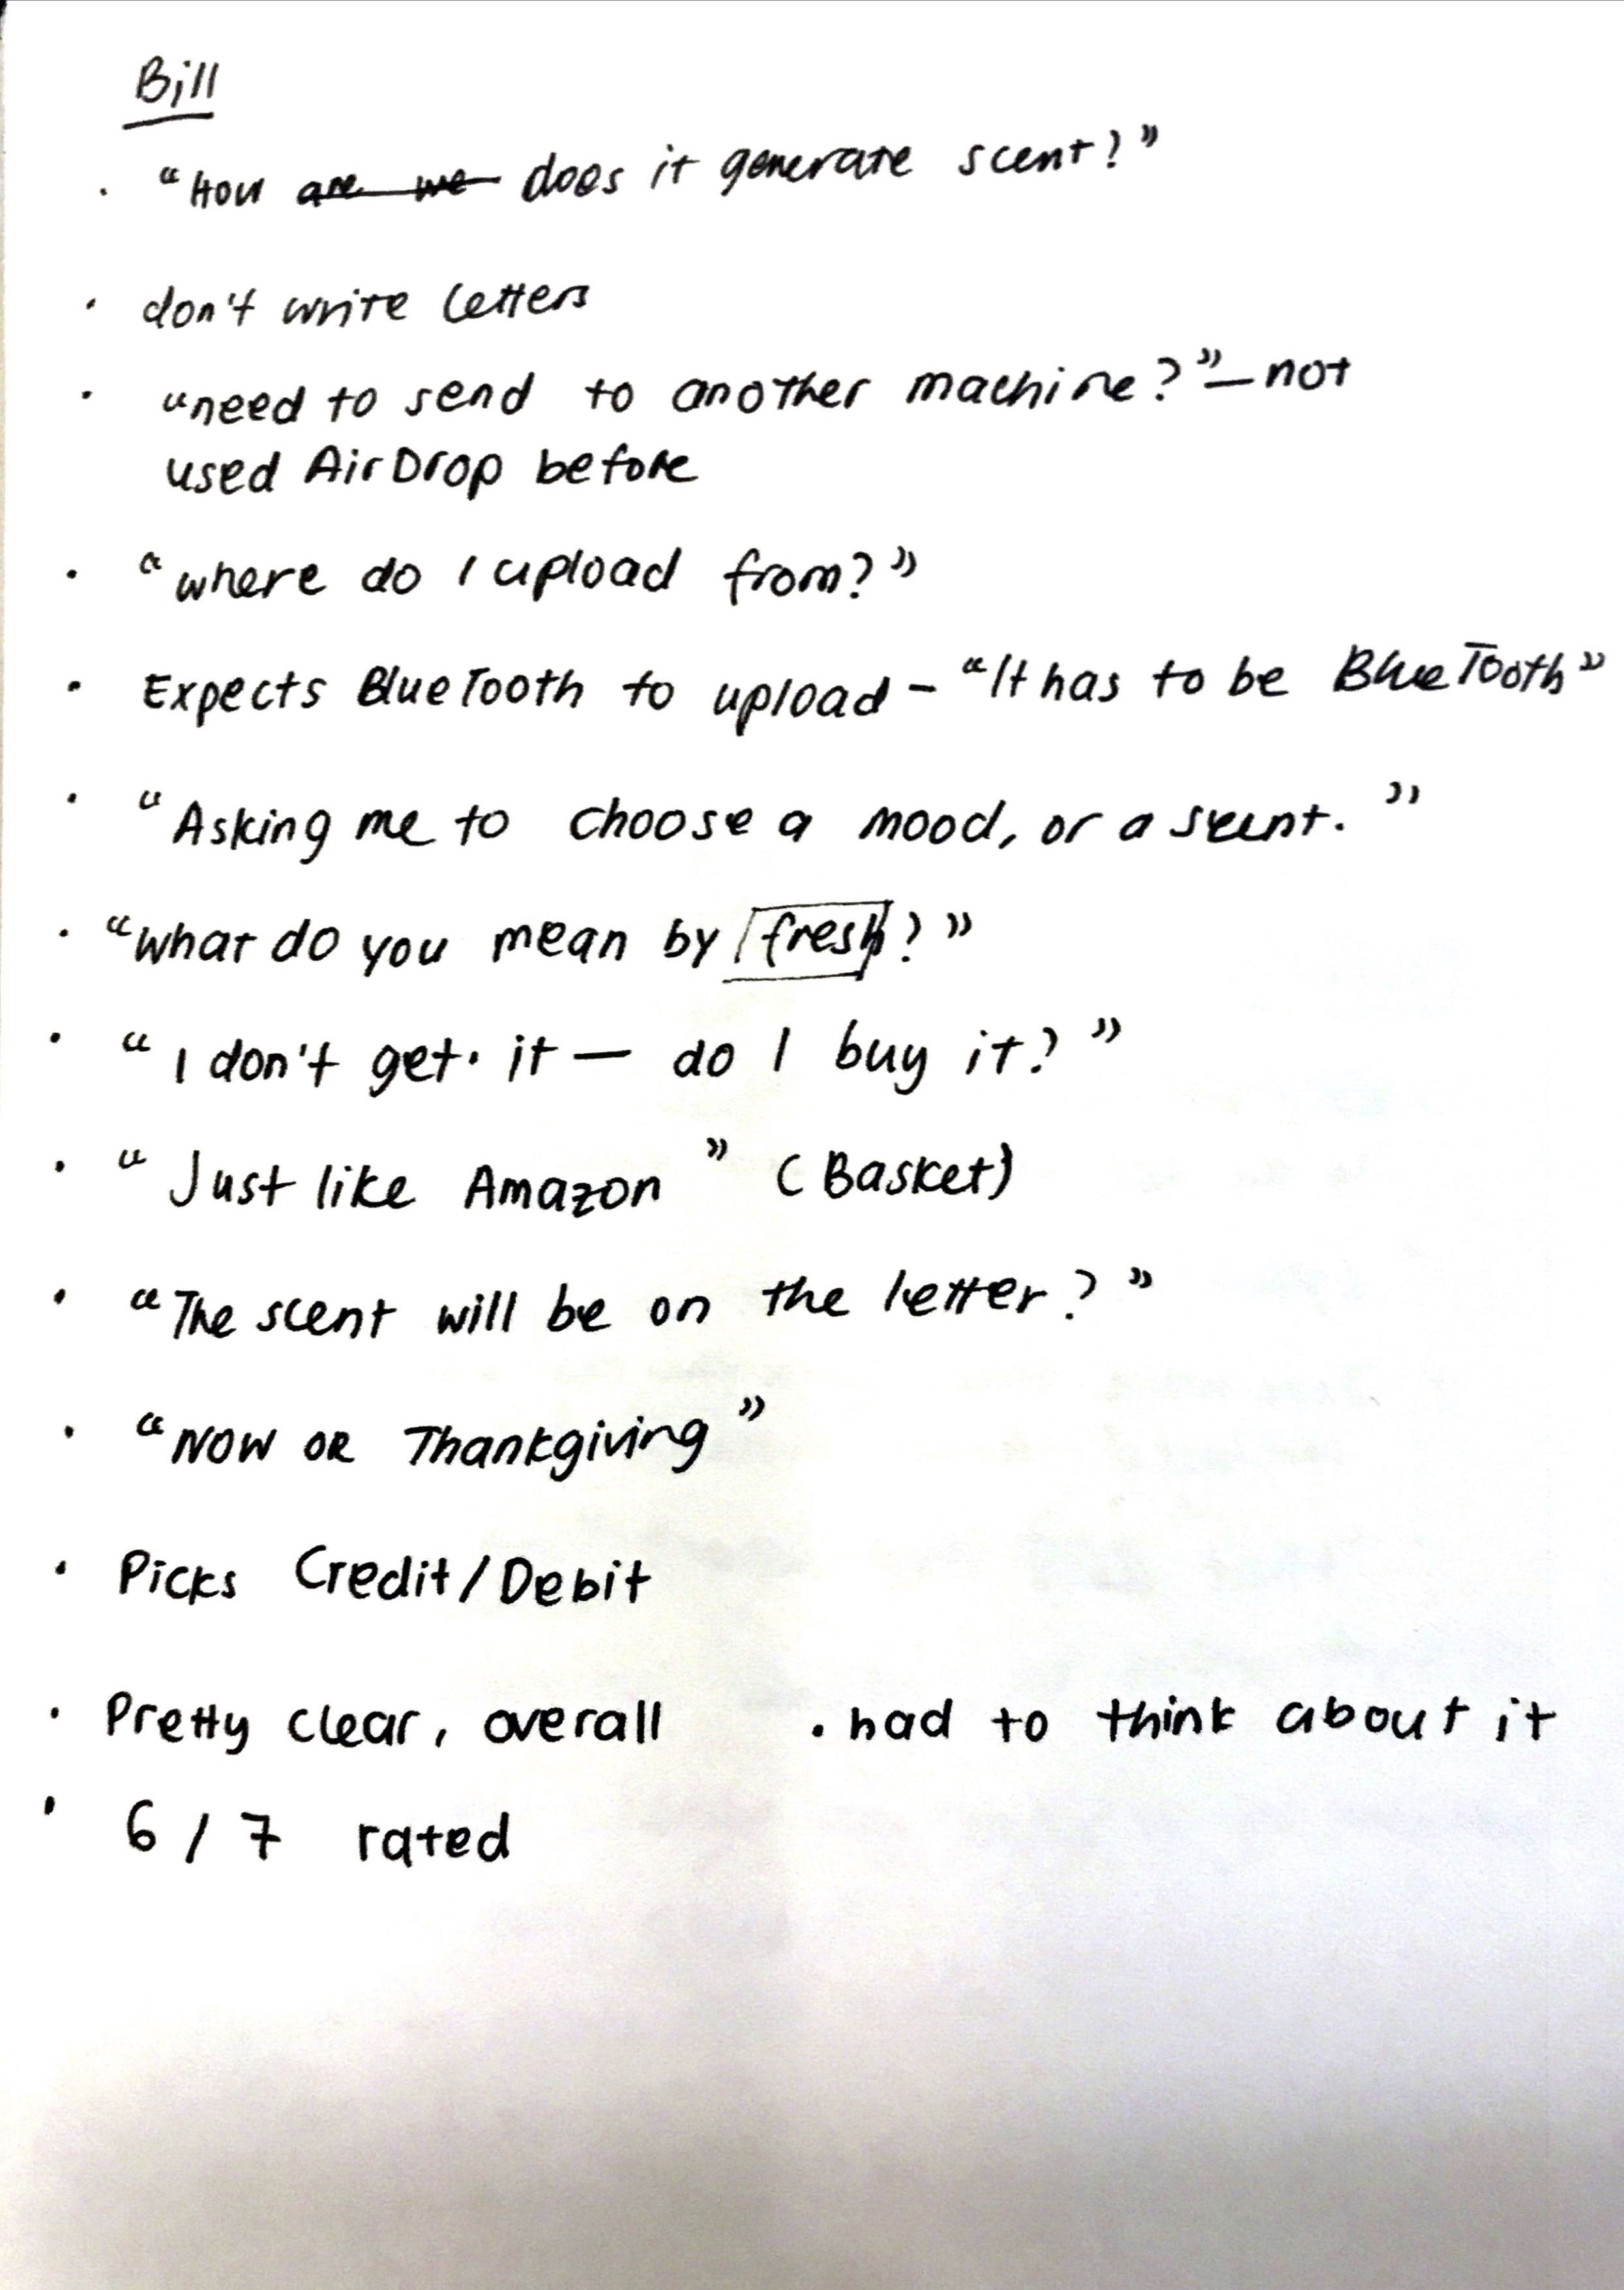 Bill
· "How are we does it generate scent?"
· don't write letters
· "need to send to another machine?" — not
used AirDrop before
· "where do I upload from?"
· Expects BlueTooth to upload - "It has to be BlueTooth"
· "Asking me to choose a mood, or a scent."
· "what do you mean by fresh?"
· "I don't get. it — do I buy it?"
· "Just like Amazon" (Basket)
· "The scent will be on the letter?"
· "NOW OR Thankgiving"
· Picks Credit/Debit
· Pretty clear, overall · had to think about it
· 6/7 rated